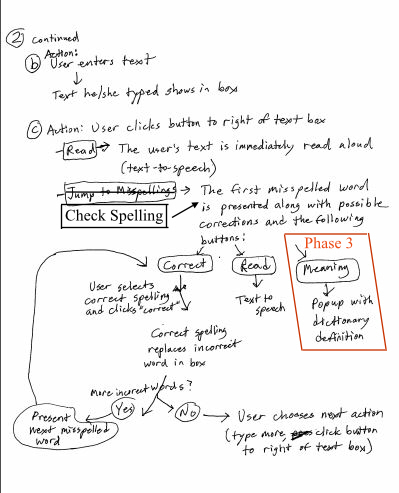 2 continued
Action:
b User enters text
Text he/she typed shows in box
c Action: User clicks button to right of text box
Read → The user's text is immediately read aloud
(text-to-speech)
Jump to Misspellings → The first misspelled word
Check Spelling
is presented along with possible
corrections and the following
buttons:
Phase 3
Correct Read Meaning
User selects
correct spelling
and clicks "correct"
Text to
speech
Popup with
dictionary
definition
Correct spelling
replaces incorrect
word in box
More incorrect words?
Yes No → User chooses next action
(type more, click button
to right of text box)
Present
next misspelled
word